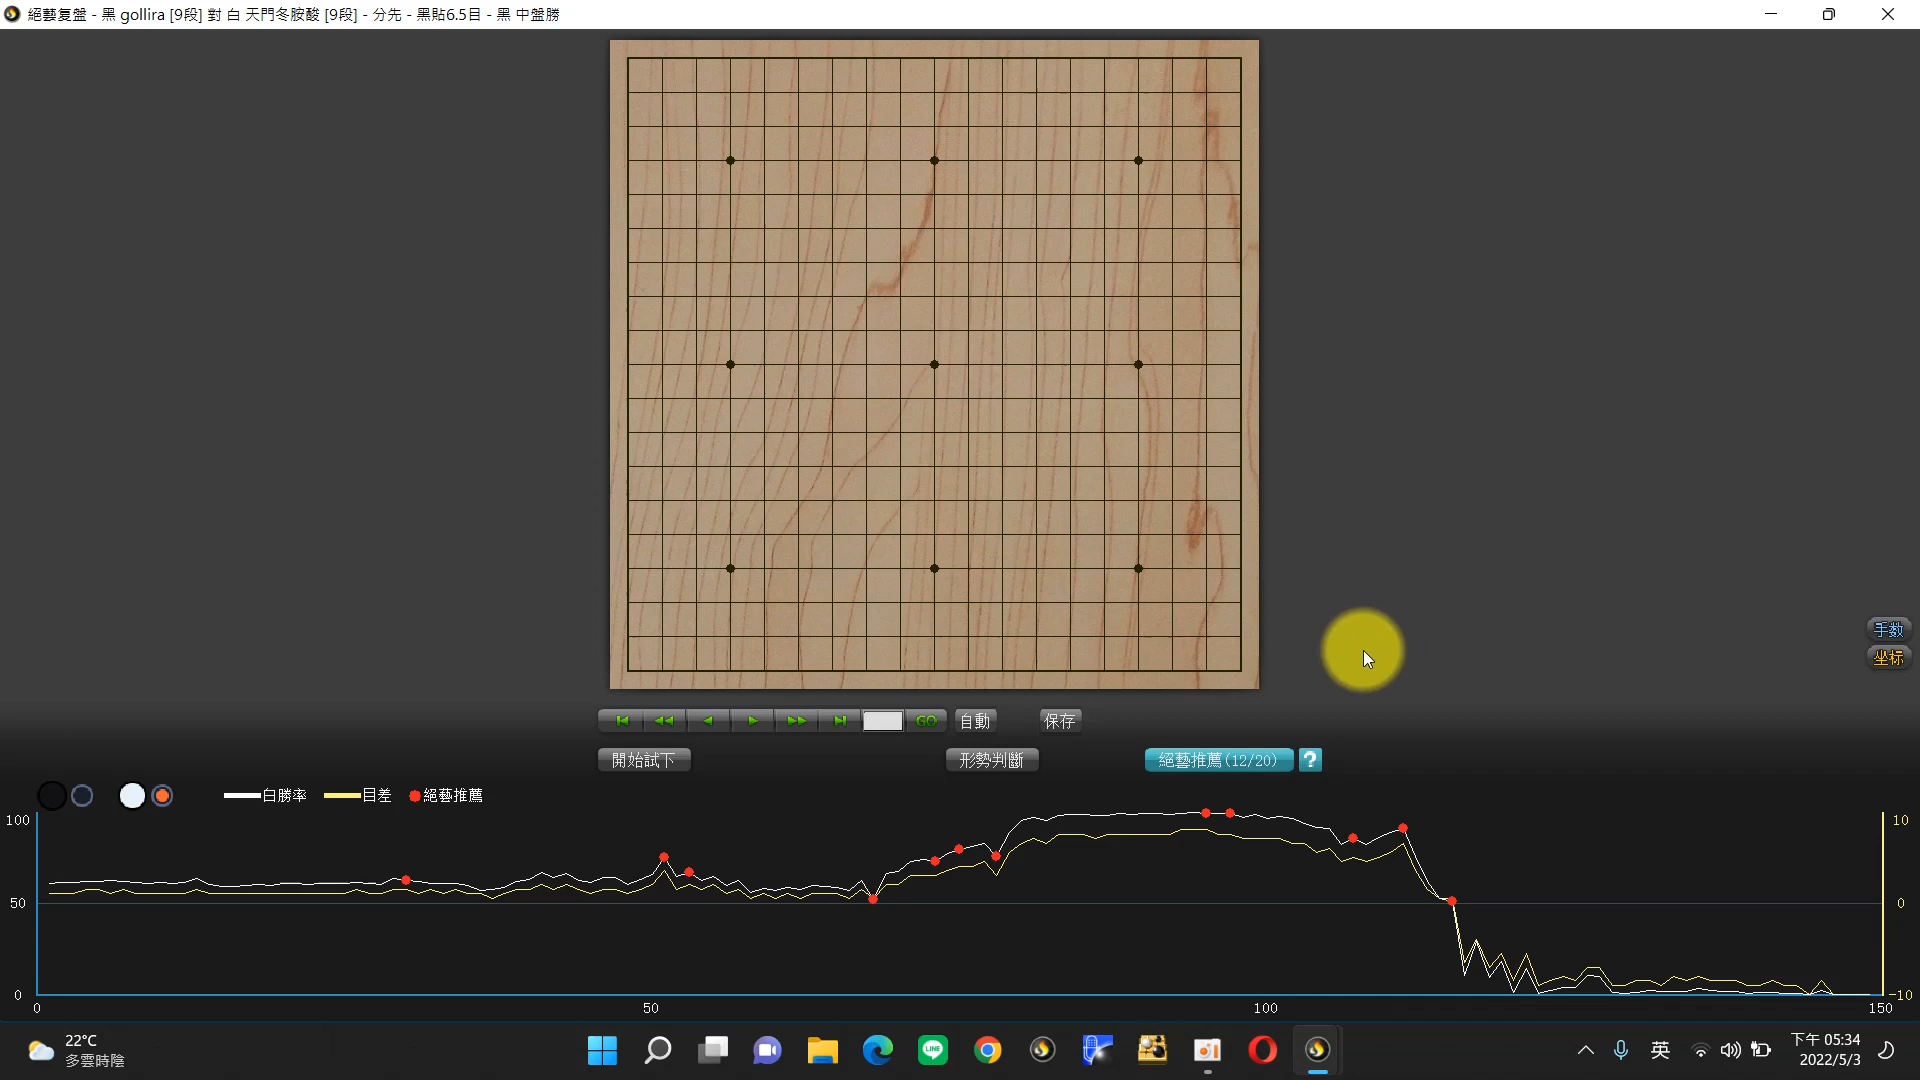 絕藝复盤 - 黑 gollira [9段] 對 白 天門冬胺酸 [9段] - 分先 - 黑貼6.5目 - 黑 中盤勝
手数
坐标
GO 自動 保存
開始試下 形勢判斷 絕藝推薦(12/20) ?
白勝率 目差 絕藝推薦
100 10
50 0
0 -10
0 50 100 150
22°C
多雲時陰
LINE
英
下午 05:34
2022/5/3